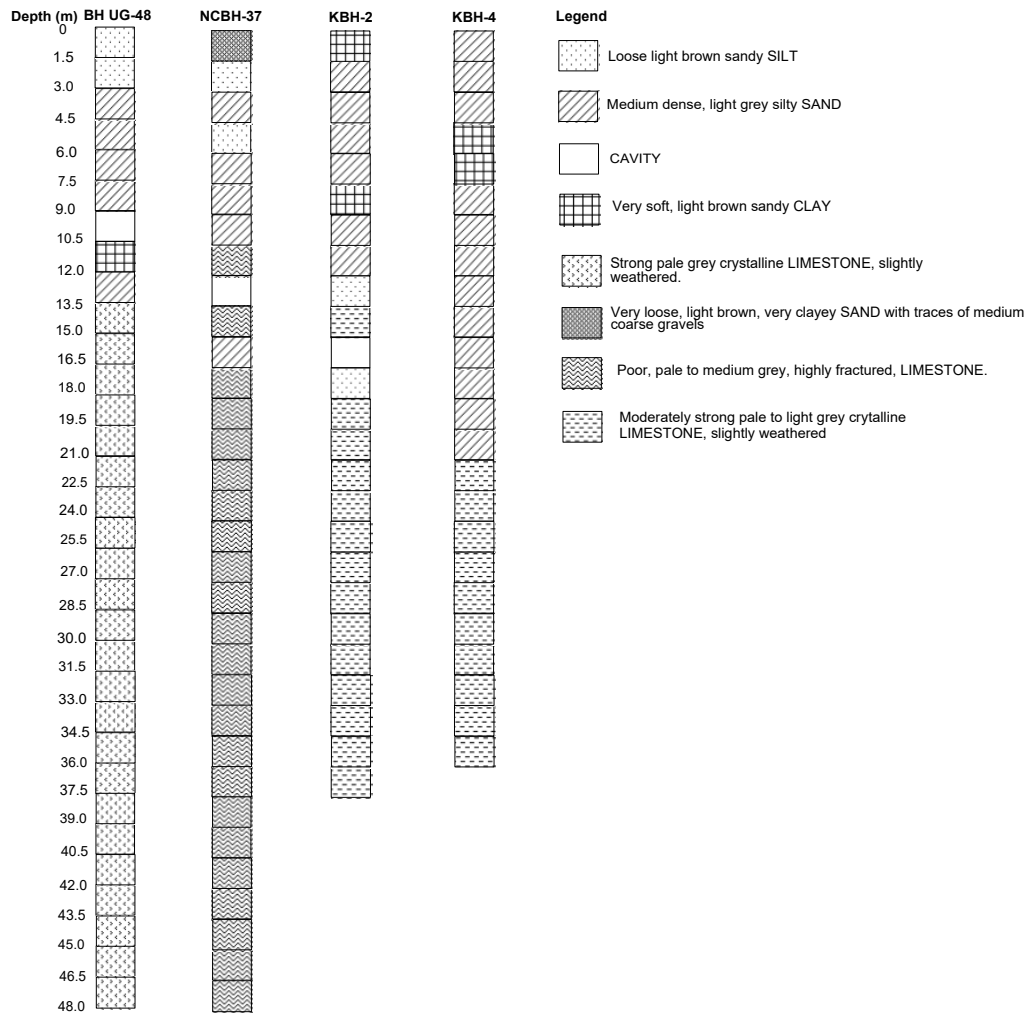 Depth (m) BH UG-48 NCBH-37 KBH-2 KBH-4 Legend
0
1.5
3.0
4.5
6.0
7.5
9.0
10.5
12.0
13.5
15.0
16.5
18.0
19.5
21.0
22.5
24.0
25.5
27.0
28.5
30.0
31.5
33.0
34.5
36.0
37.5
39.0
40.5
42.0
43.5
45.0
46.5
48.0
Loose light brown sandy SILT
Medium dense, light grey silty SAND
CAVITY
Very soft, light brown sandy CLAY
Strong pale grey crystalline LIMESTONE, slightly
weathered.
Very loose, light brown, very clayey SAND with traces of medium
coarse gravels
Poor, pale to medium grey, highly fractured, LIMESTONE.
Moderately strong pale to light grey crytalline
LIMESTONE, slightly weathered